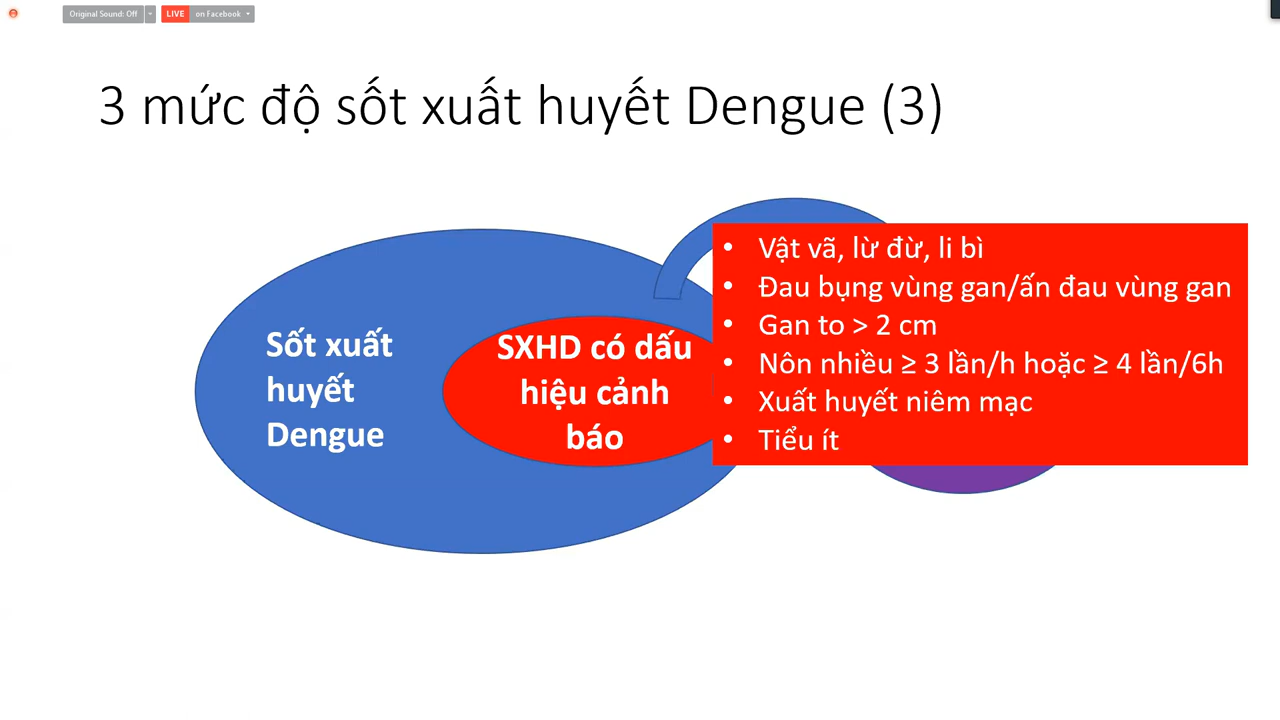 Original Sound: Off
LIVE on Facebook
3 mức độ sốt xuất huyết Dengue (3)
Sốt xuất
huyết
Dengue
SXHD có dấu
hiệu cảnh
báo
• Vật vã, lừ đừ, li bì
• Đau bụng vùng gan/ấn đau vùng gan
• Gan to > 2 cm
• Nôn nhiều ≥ 3 lần/h hoặc ≥ 4 lần/6h
• Xuất huyết niêm mạc
• Tiểu ít